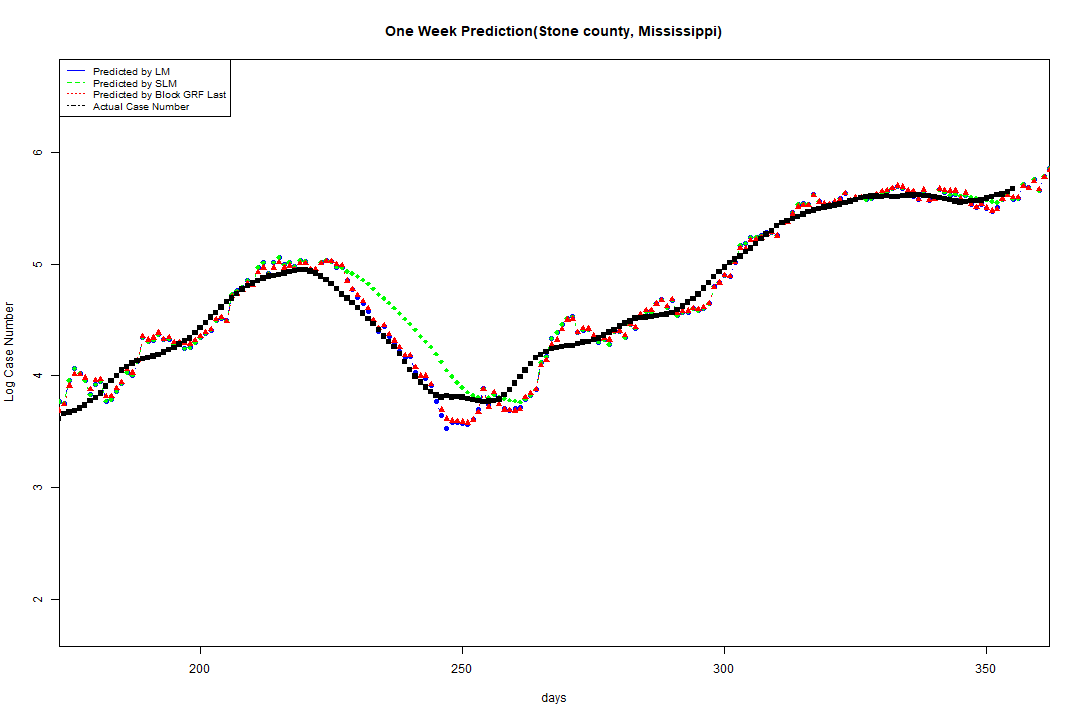 One Week Prediction(Stone county, Mississippi)
Predicted by LM
Predicted by SLM
Predicted by Block GRF Last
Actual Case Number
6
5
4
3
2
Log Case Number
200
250
300
350
days